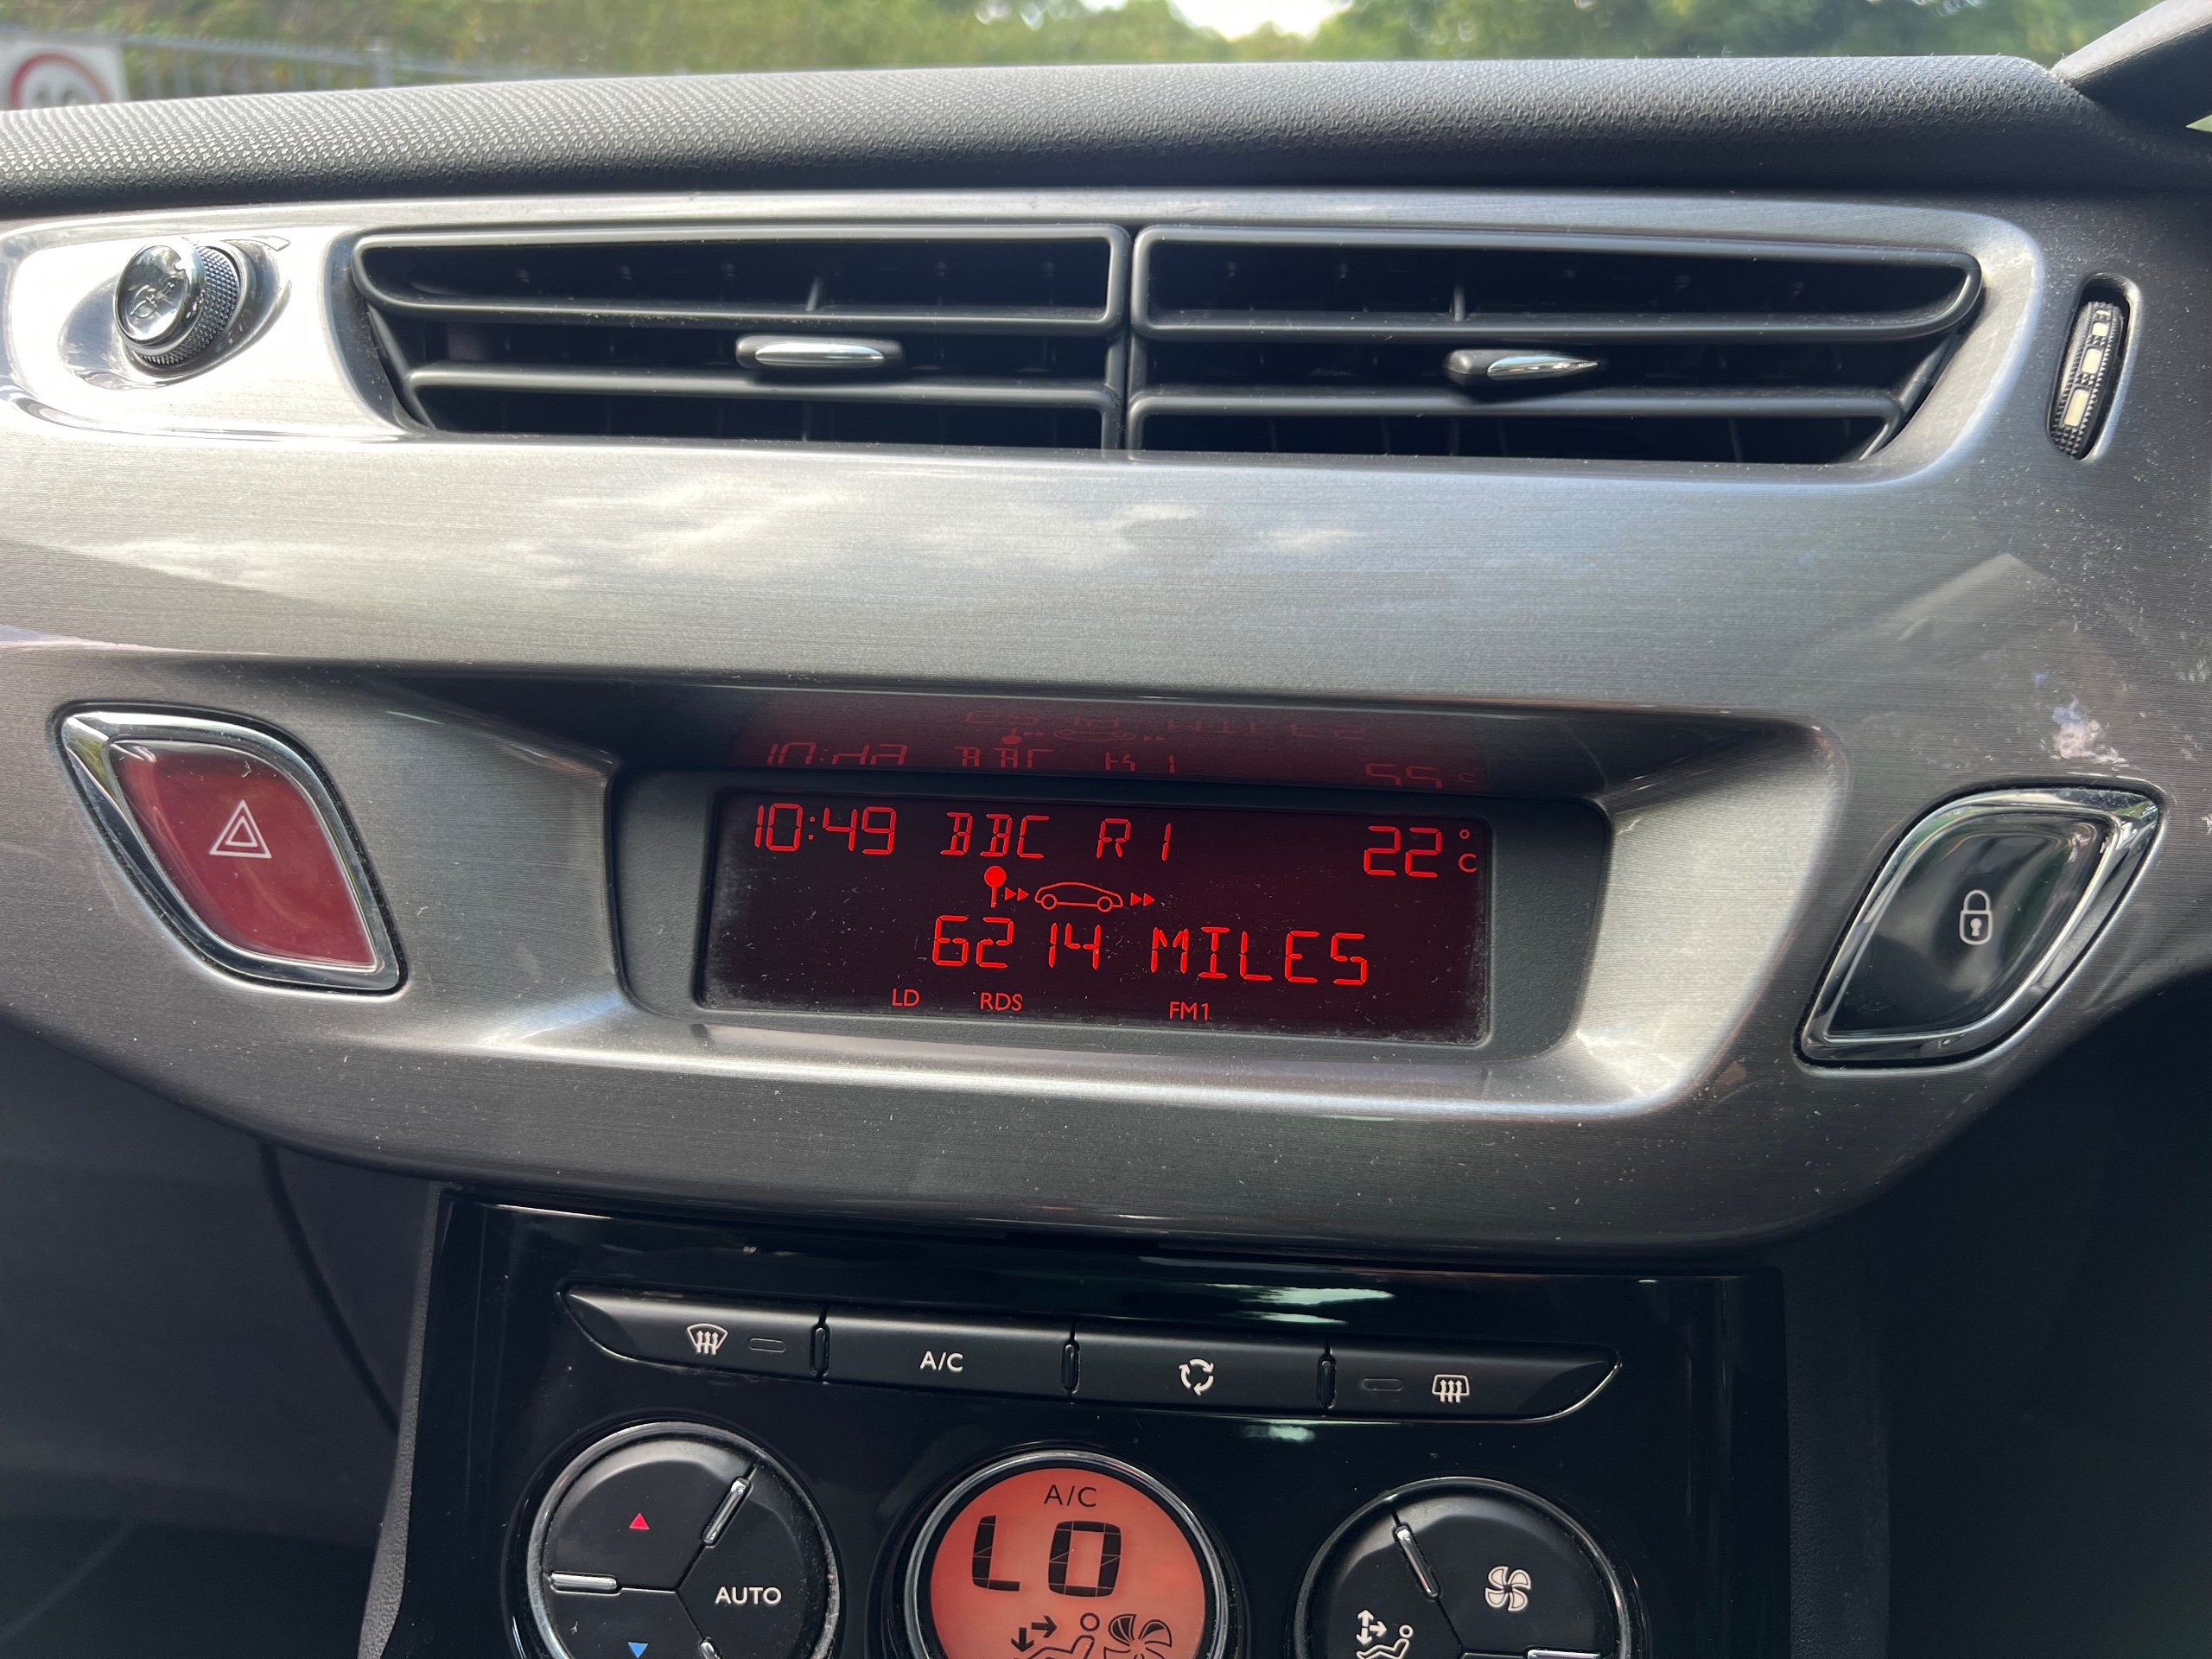 10:49 BBC R1 22°C
6214 MILES
LD RDS FM1
A/C
AUTO
A/C
LO